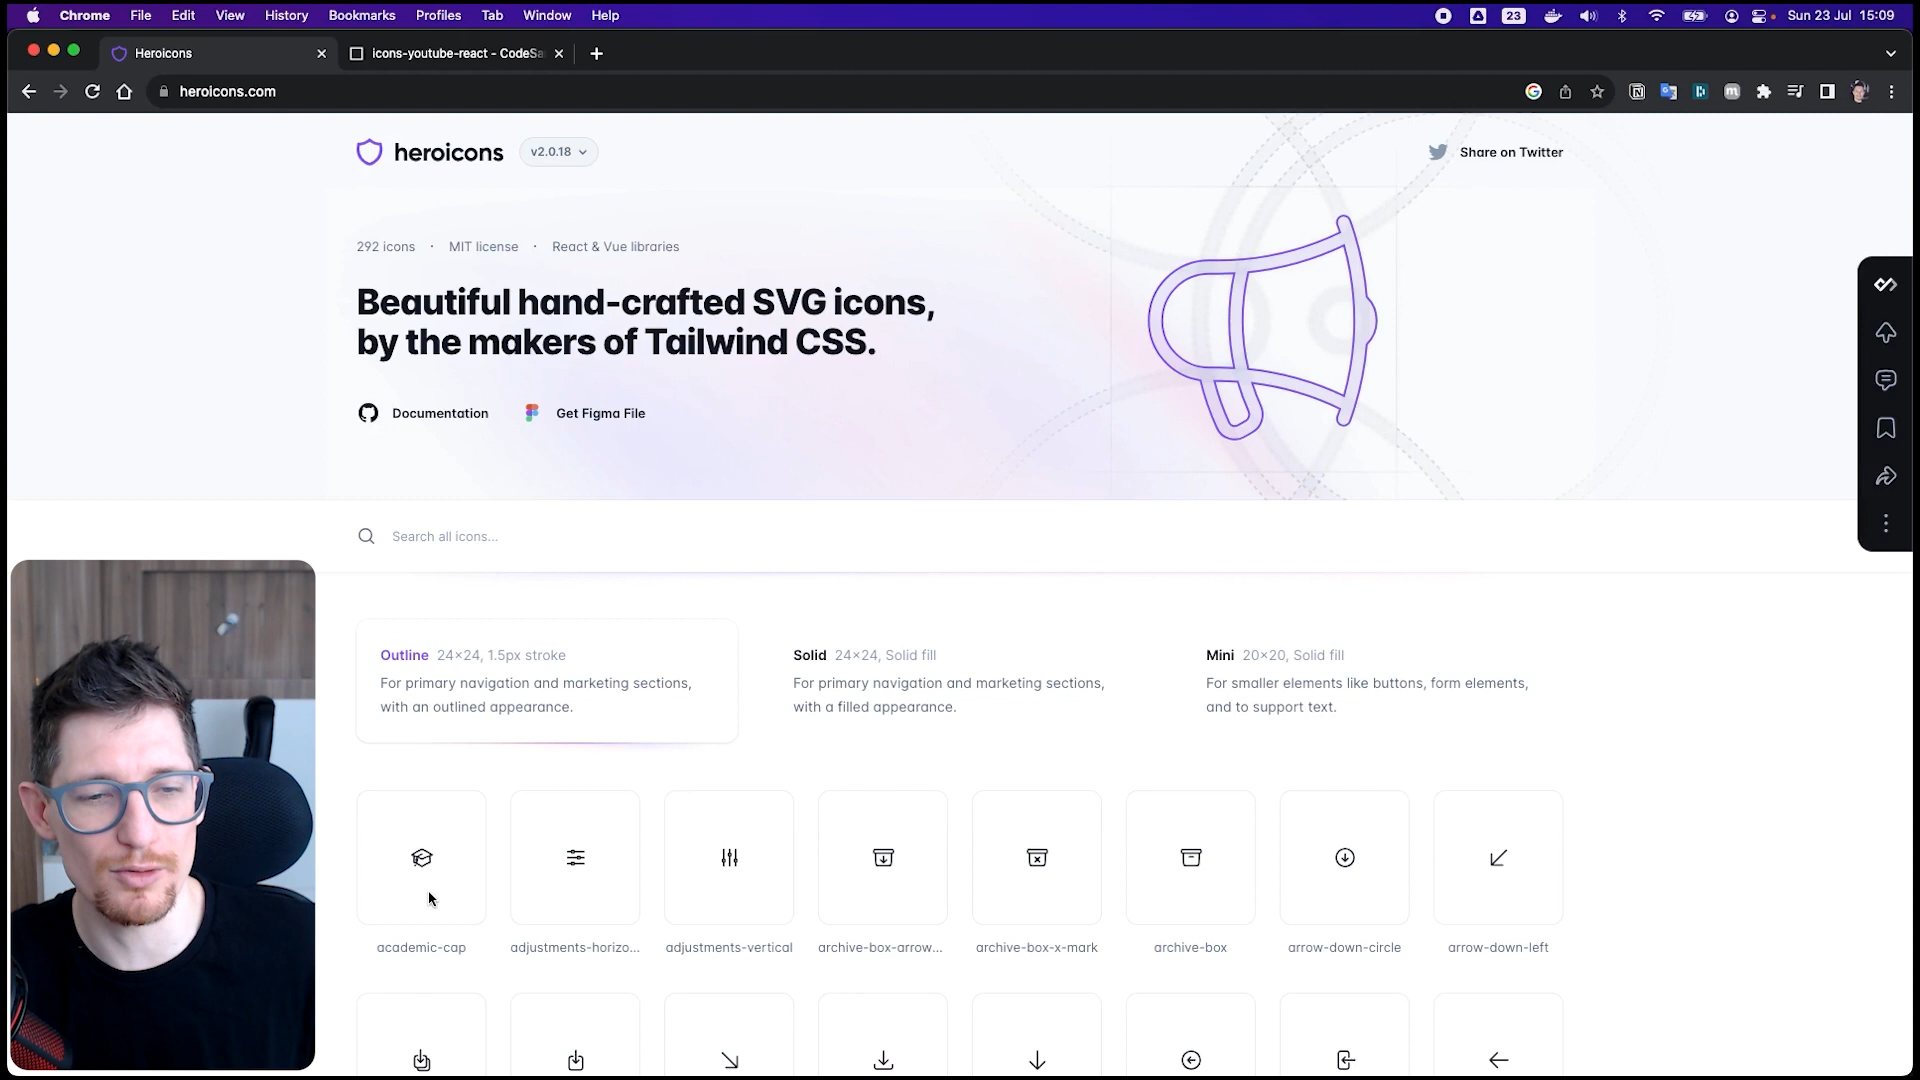 Chrome File Edit View History Bookmarks Profiles Tab Window Help 23 Sun 23 Jul 15:09
Heroicons icons-youtube-react - CodeSa
heroicons.com
heroicons v2.0.18 Share on Twitter
292 icons · MIT license · React & Vue libraries
Beautiful hand-crafted SVG icons,
by the makers of Tailwind CSS.
Documentation Get Figma File
Search all icons...
Outline 24×24, 1.5px stroke
For primary navigation and marketing sections,
with an outlined appearance.
Solid 24×24, Solid fill
For primary navigation and marketing sections,
with a filled appearance.
Mini 20×20, Solid fill
For smaller elements like buttons, form elements,
and to support text.
academic-cap adjustments-horizo... adjustments-vertical archive-box-arrow... archive-box-x-mark archive-box arrow-down-circle arrow-down-left